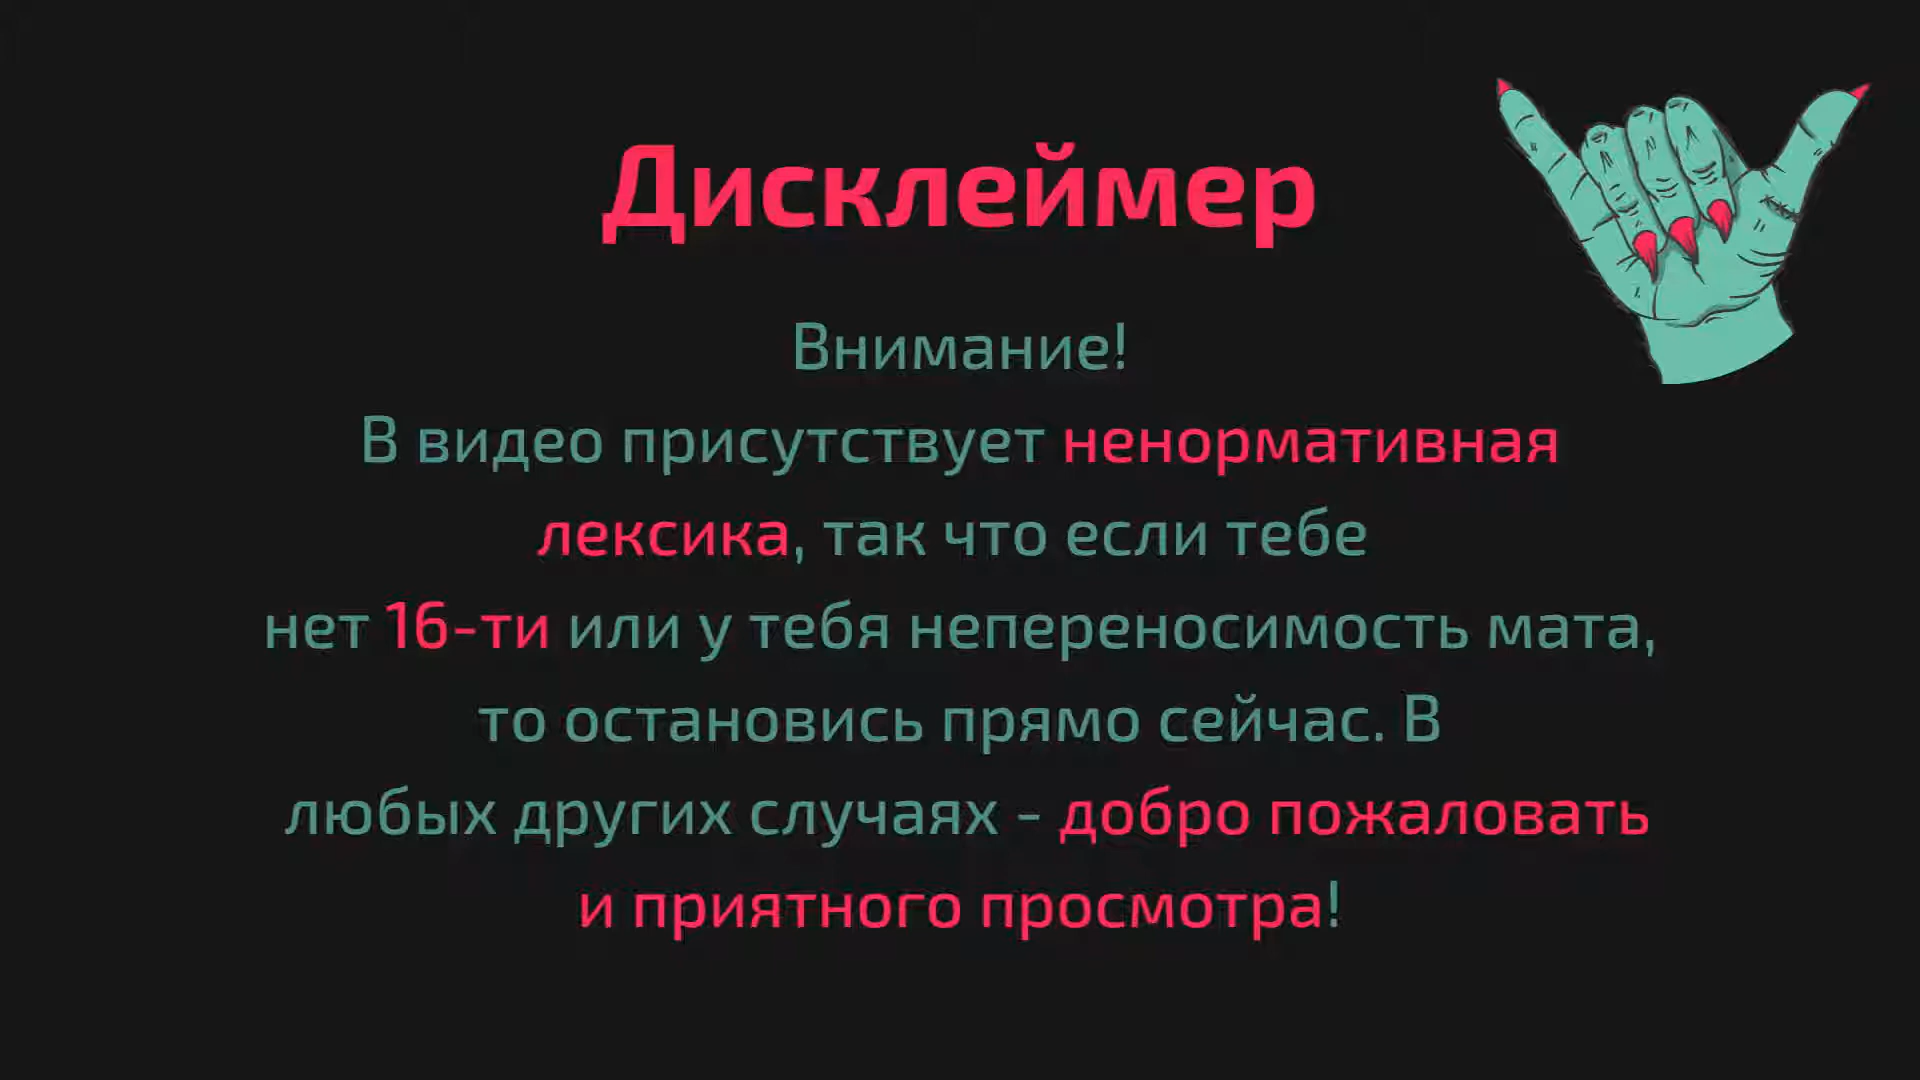 Дисклеймер
Внимание!
В видео присутствует ненормативная
лексика, так что если тебе
нет 16-ти или у тебя непереносимость мата,
то остановись прямо сейчас. В
любых других случаях - добро пожаловать
и приятного просмотра!